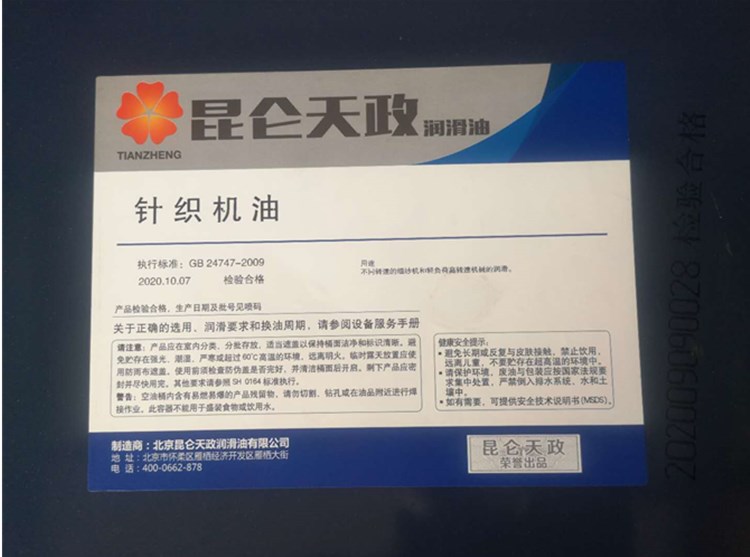 昆仑天政 润滑油
TIANZHENG
针织机油
执行标准：GB 24747-2009
2020.10.07 检验合格
用途
不同转速的细纱机和轻负荷高转速机械的润滑。
产品检验合格，生产日期及批号见喷码
关于正确的选用、润滑要求和换油周期，请参阅设备服务手册
请注意：产品应在室内分类、分批存放，适当遮盖以保持桶面洁净和标识清晰。避
免贮存在强光、潮湿、严寒或超过60℃高温的环境，远离明火。临时露天放置应使
用防雨布遮盖。使用前须检查防伪盖是否完好，并清洁桶面后开启。剩下产品应密
封并尽快用完。其他要求请参照SH 0164标准执行。
警告：空油桶内含有易燃易爆的产品残留物，请勿切割、钻孔或在油品附近进行焊
接操作。此容器不能用于盛装食物或饮用水。
健康安全提示：
• 避免长期或反复与皮肤接触，禁止饮用，
远离儿童，不要贮存在超高温的环境中。
• 请保护环境，废油与包装应按国家法规要
求集中处置，严禁倒入排水系统、水和土
壤中。
• 如有需要，可提供安全技术说明书(MSDS)。
制造商：北京昆仑天政润滑油有限公司
地 址：北京市怀柔区雁栖经济开发区雁栖大街
电 话：400-0662-878
昆仑天政
荣誉出品
202009090028 检验合格